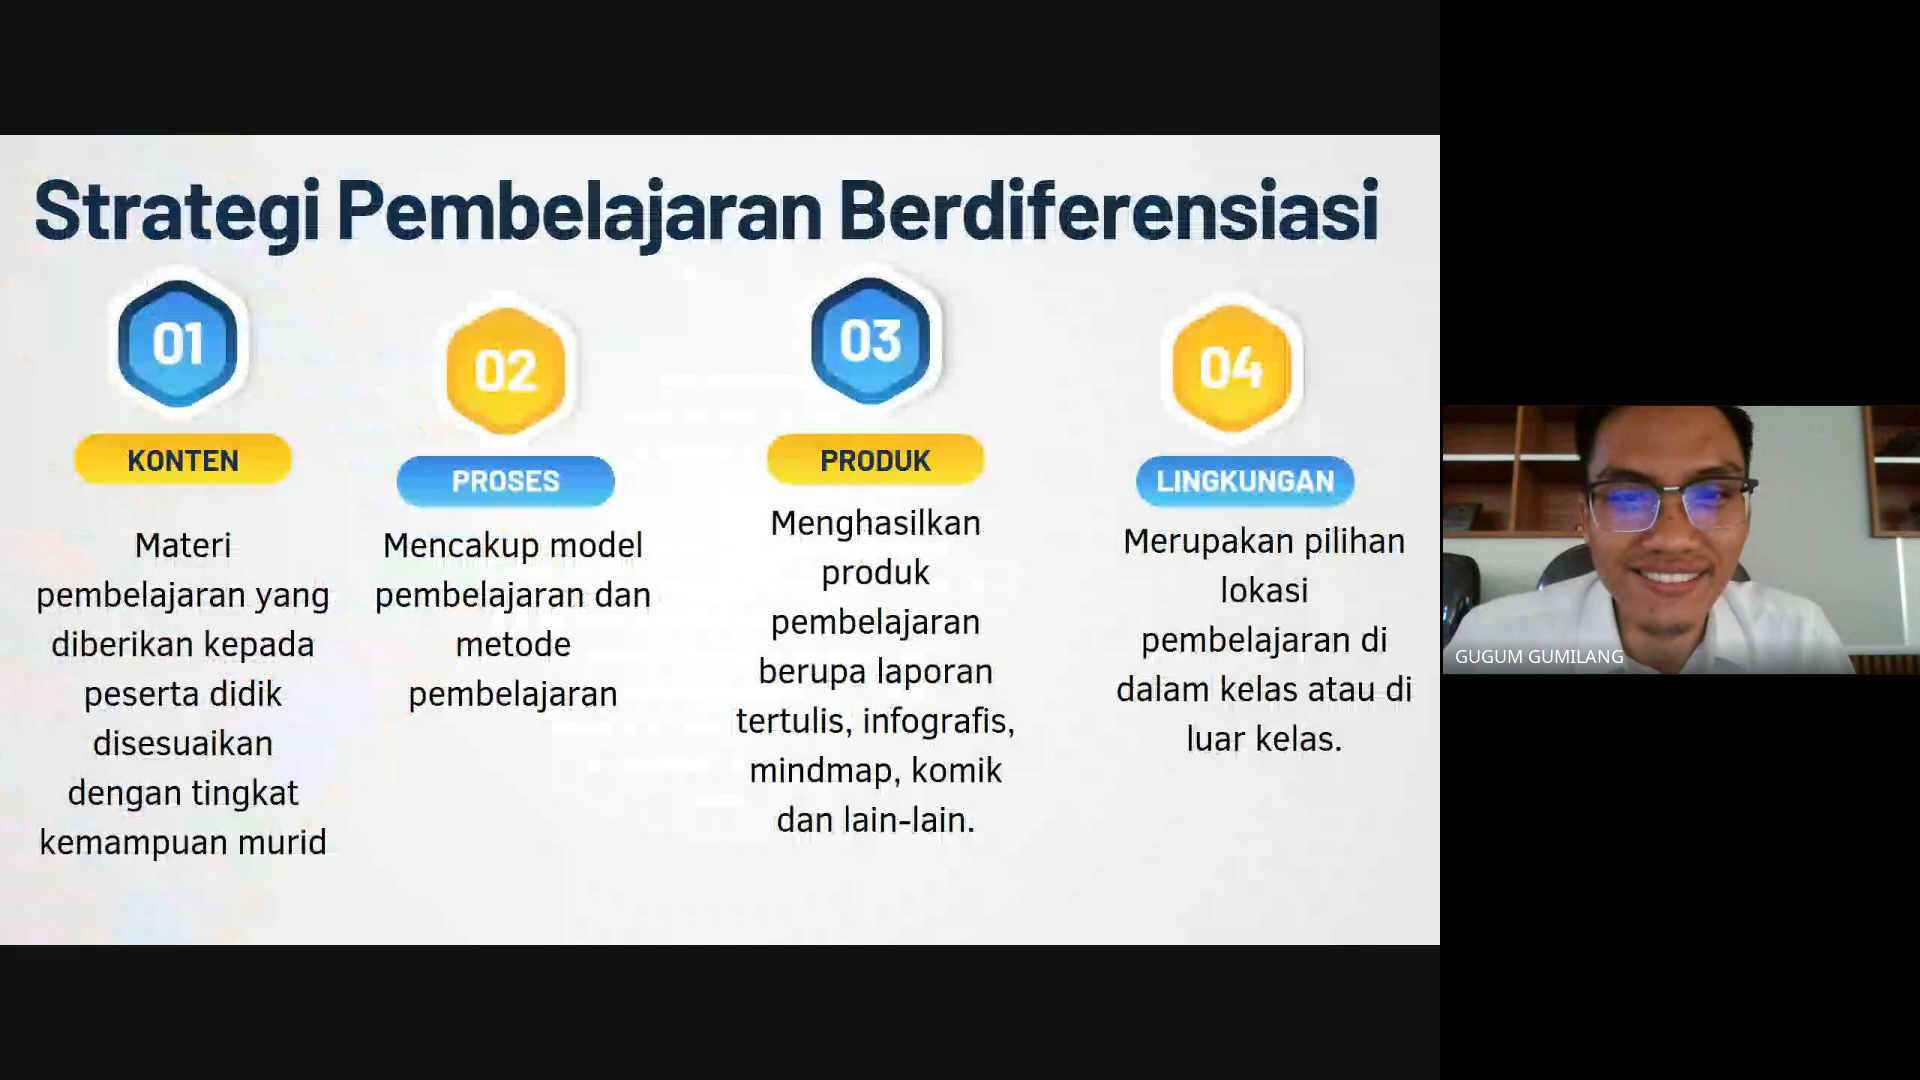 Strategi Pembelajaran Berdiferensiasi
01
KONTEN
Materi
pembelajaran yang
diberikan kepada
peserta didik
disesuaikan
dengan tingkat
kemampuan murid
02
PROSES
Mencakup model
pembelajaran dan
metode
pembelajaran
03
PRODUK
Menghasilkan
produk
pembelajaran
berupa laporan
tertulis, infografis,
mindmap, komik
dan lain-lain.
04
LINGKUNGAN
Merupakan pilihan
lokasi
pembelajaran di
dalam kelas atau di
luar kelas.
GUGUM GUMILANG